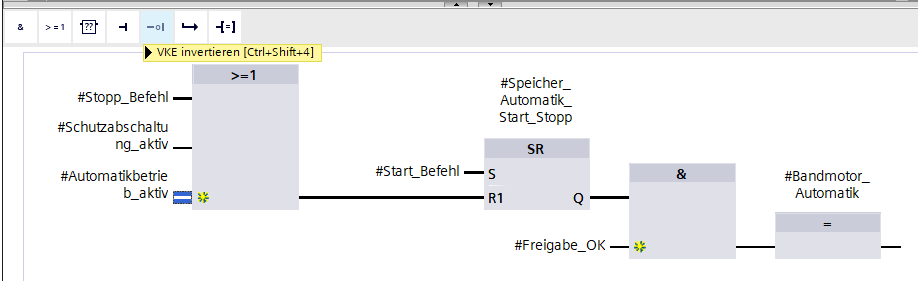 & >=1 ?? =
VKE invertieren [Ctrl+Shift+4]
>=1
#Stopp_Befehl
#Schutzabschaltu
ng_aktiv
#Automatikbetrie
b_aktiv
#Speicher_
Automatik_
Start_Stopp
SR
#Start_Befehl
S
R1
Q
&
#Freigabe_OK
#Bandmotor_
Automatik
=